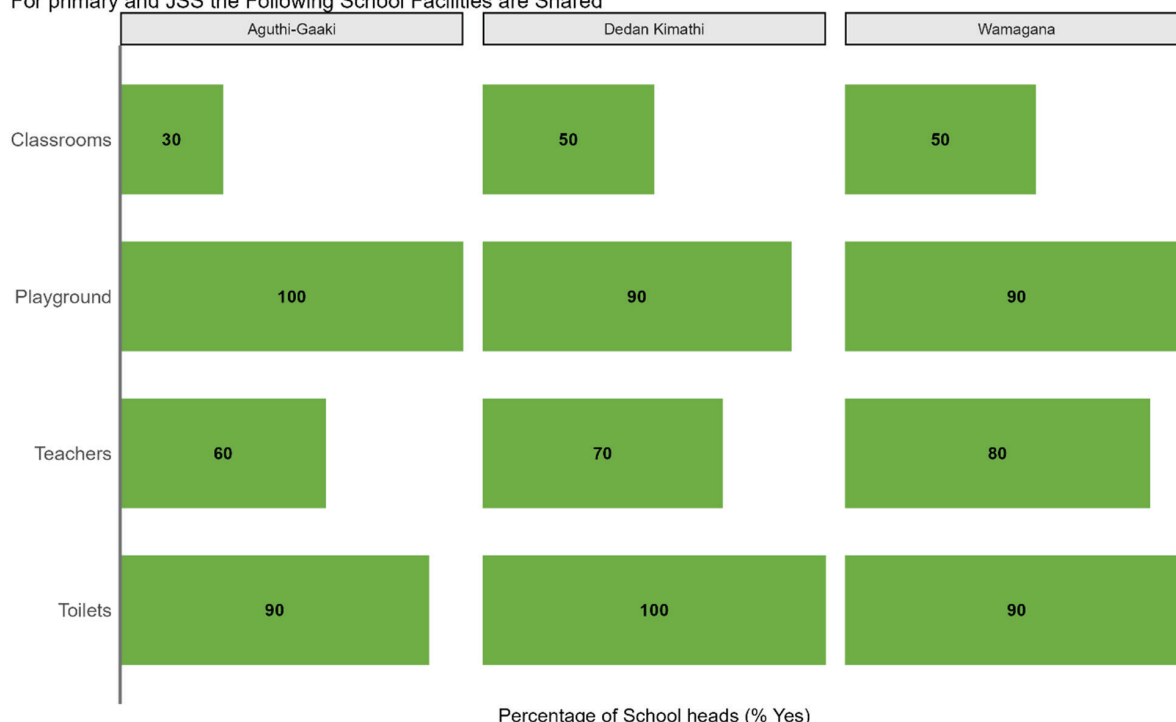 For primary and JSS the Following School Facilities are Shared
Aguthi-Gaaki Dedan Kimathi Wamagana
Classrooms 30 50 50
Playground 100 90 90
Teachers 60 70 80
Toilets 90 100 90
Percentage of School heads (% Yes)